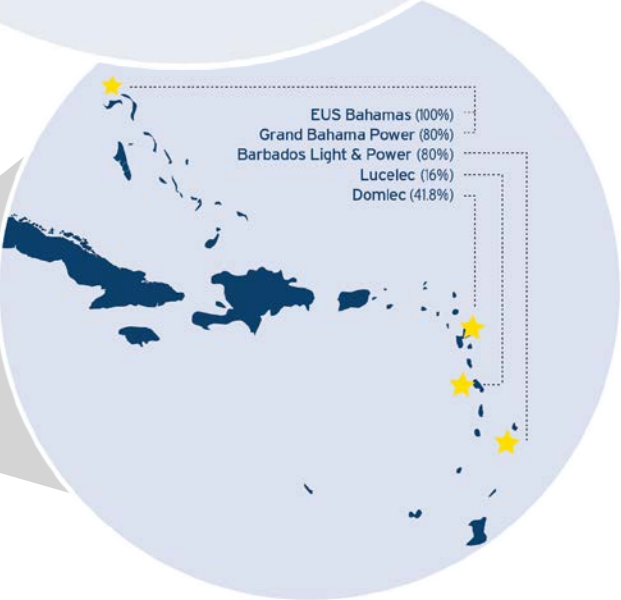 EUS Bahamas (100%)
Grand Bahama Power (80%)
Barbados Light & Power (80%)
Lucelec (16%)
Domlec (41.8%)